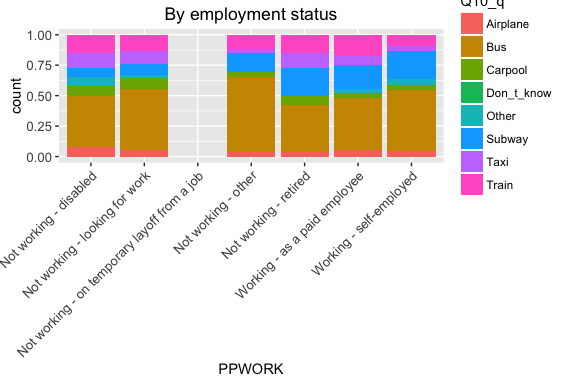 By employment status
Q10_q
1.00
0.75
0.50
0.25
0.00
count
Airplane
Bus
Carpool
Don_t_know
Other
Subway
Taxi
Train
Not working - disabled
Not working - looking for work
Not working - on temporary layoff from a job
Not working - other
Not working - retired
Working - as a paid employee
Working - self-employed
PPWORK